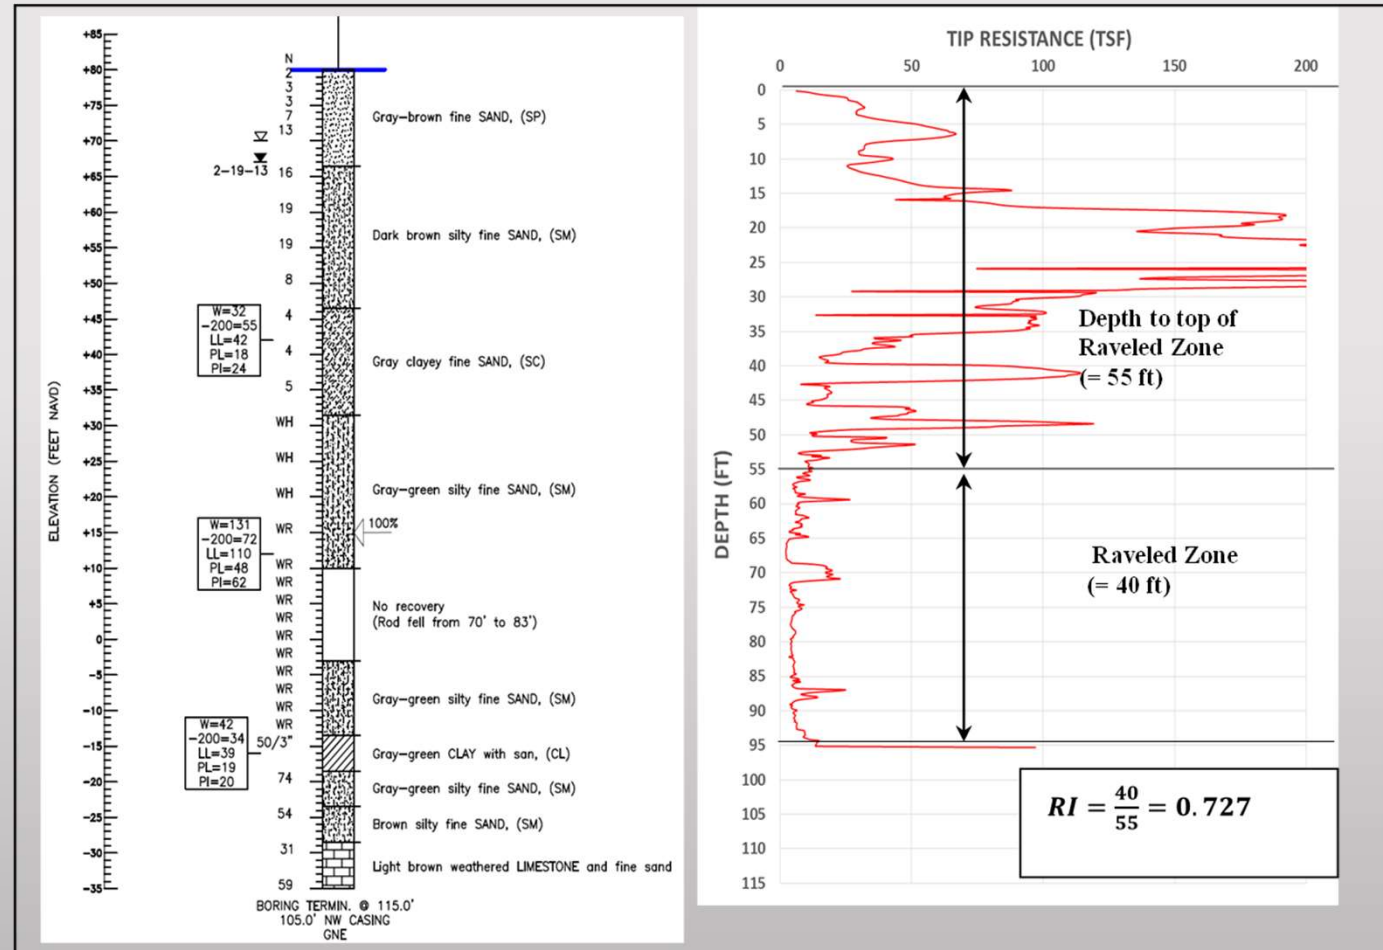 ELEVATION (FEET NAVD)
+85
+80
+75
+70
+65
+60
+55
+50
+45
+40
+35
+30
+25
+20
+15
+10
+5
0
-5
-10
-15
-20
-25
-30
-35
N
2
3
3
7
13
2-19-13
16
19
19
8
4
4
5
WH
WH
WH
WR
WR
WR
WR
WR
WR
WR
WR
WR
WR
WR
50/3"
74
54
31
59
W=32
-200=55
LL=42
PL=18
PI=24
W=131
-200=72
LL=110
PL=48
PI=62
W=42
-200=34
LL=39
PL=19
PI=20
Gray-brown fine SAND, (SP)
Dark brown silty fine SAND, (SM)
Gray clayey fine SAND, (SC)
Gray-green silty fine SAND, (SM)
100%
No recovery
(Rod fell from 70' to 83')
Gray-green silty fine SAND, (SM)
Gray-green CLAY with san, (CL)
Gray-green silty fine SAND, (SM)
Brown silty fine SAND, (SM)
Light brown weathered LIMESTONE and fine sand
BORING TERMIN. @ 115.0'
105.0' NW CASING
GNE
TIP RESISTANCE (TSF)
0 50 100 150 200
DEPTH (FT)
0
5
10
15
20
25
30
35
40
45
50
55
60
65
70
75
80
85
90
95
100
105
110
115
Depth to top of
Raveled Zone
(= 55 ft)
Raveled Zone
(= 40 ft)
RI = 40/55 = 0.727